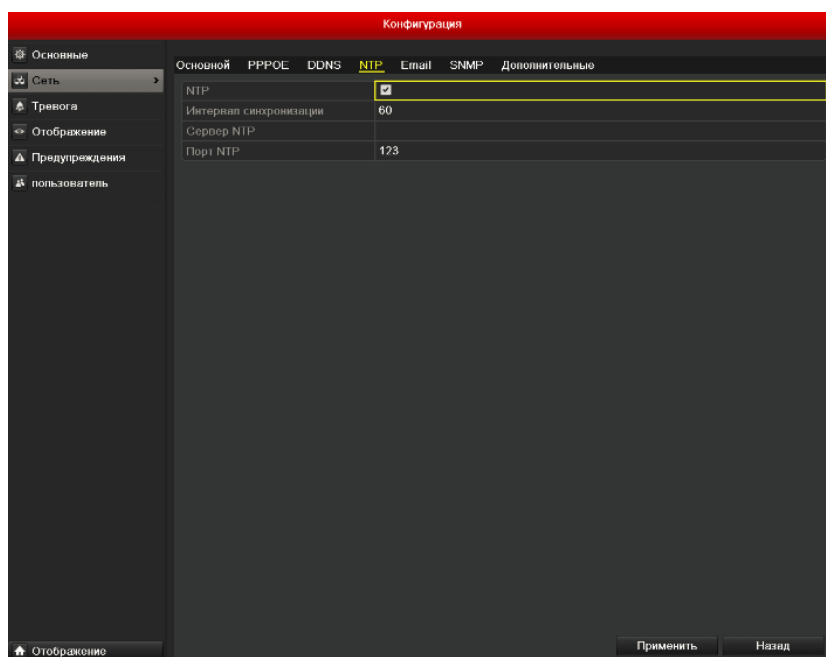 Конфигурация
Основные
Сеть
Тревога
Отображение
Предупреждения
пользователь
Основной PPPOE DDNS NTP Email SNMP Дополнительные
NTP
Интервал синхронизации 60
Сервер NTP
Порт NTP 123
Применить Назад
Отображение